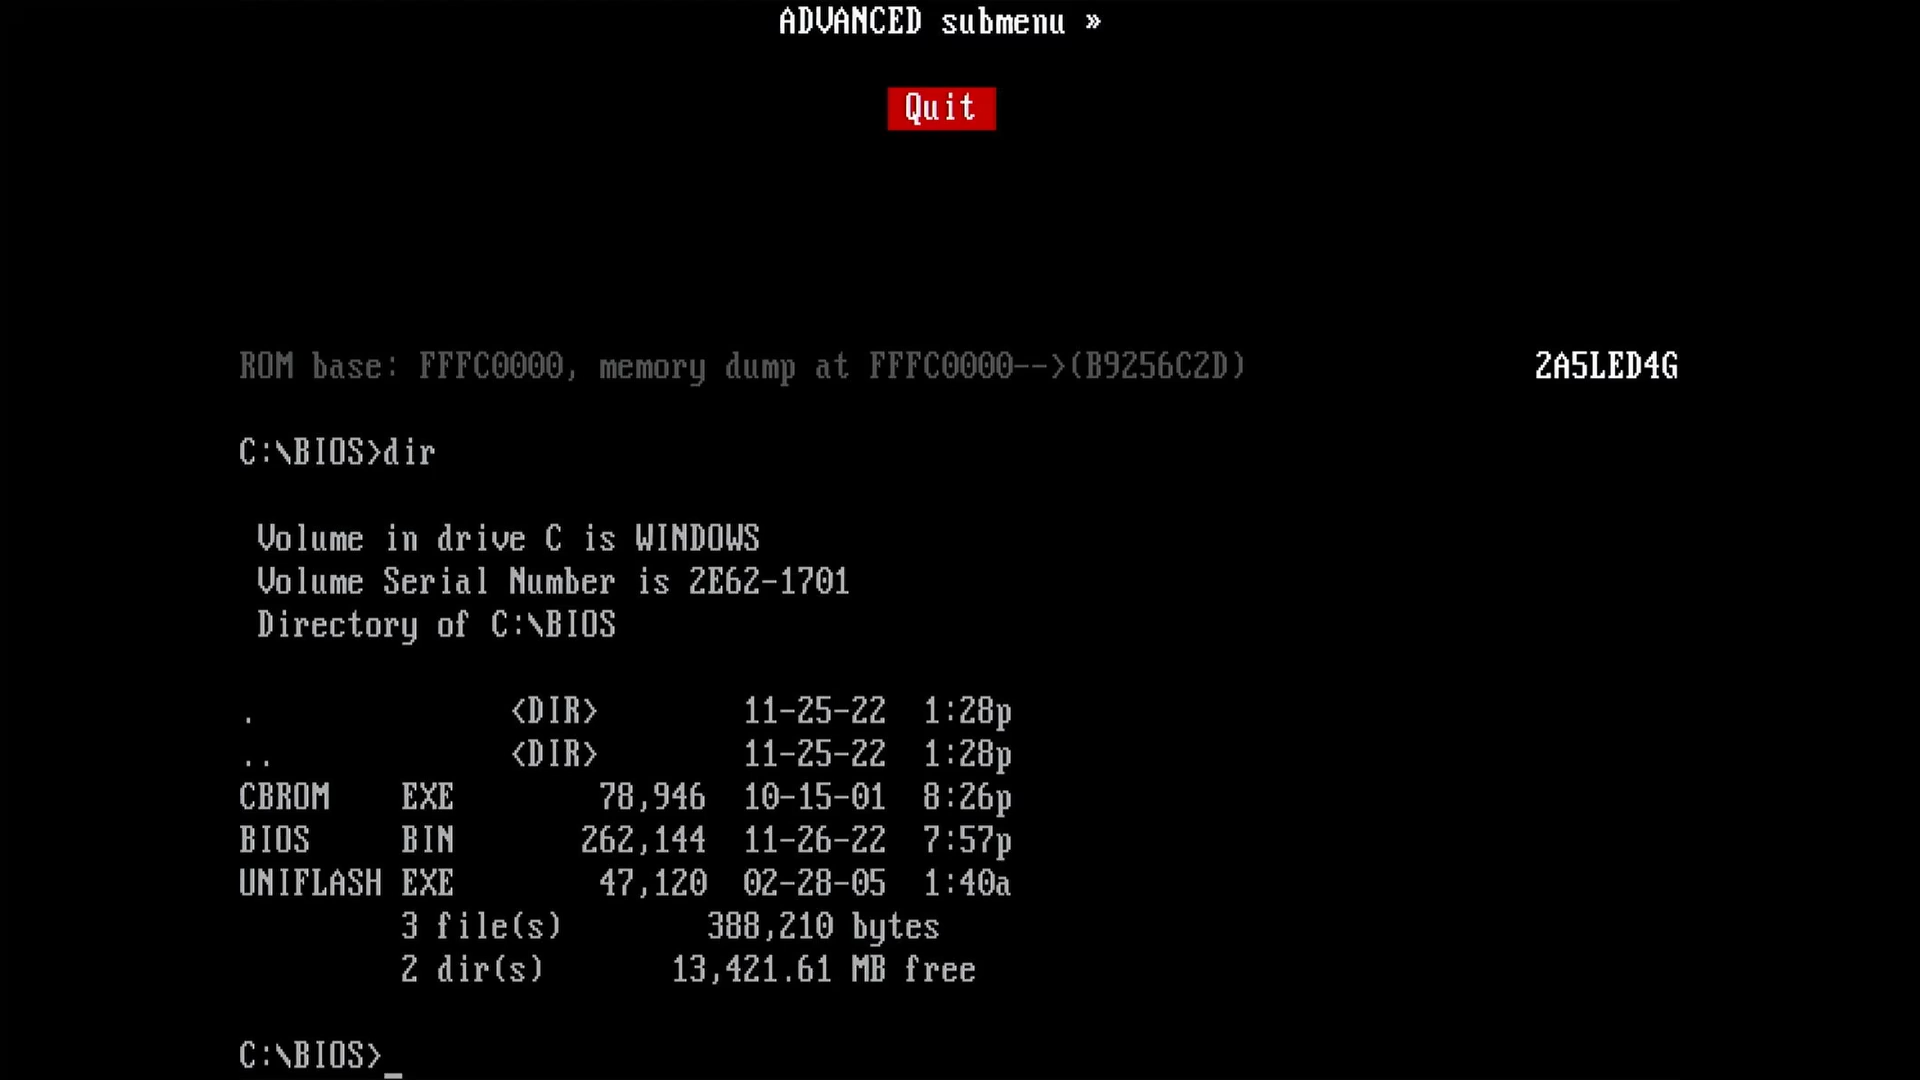 ADVANCED submenu »
Quit
ROM base: FFFC0000, memory dump at FFFC0000-->(B9256C2D) 2A5LED4G
C:\BIOS>dir
Volume in drive C is WINDOWS
Volume Serial Number is 2E62-1701
Directory of C:\BIOS
. <DIR> 11-25-22 1:28p
.. <DIR> 11-25-22 1:28p
CBROM EXE 78,946 10-15-01 8:26p
BIOS BIN 262,144 11-26-22 7:57p
UNIFLASH EXE 47,120 02-28-05 1:40a
3 file(s) 388,210 bytes
2 dir(s) 13,421.61 MB free
C:\BIOS>_